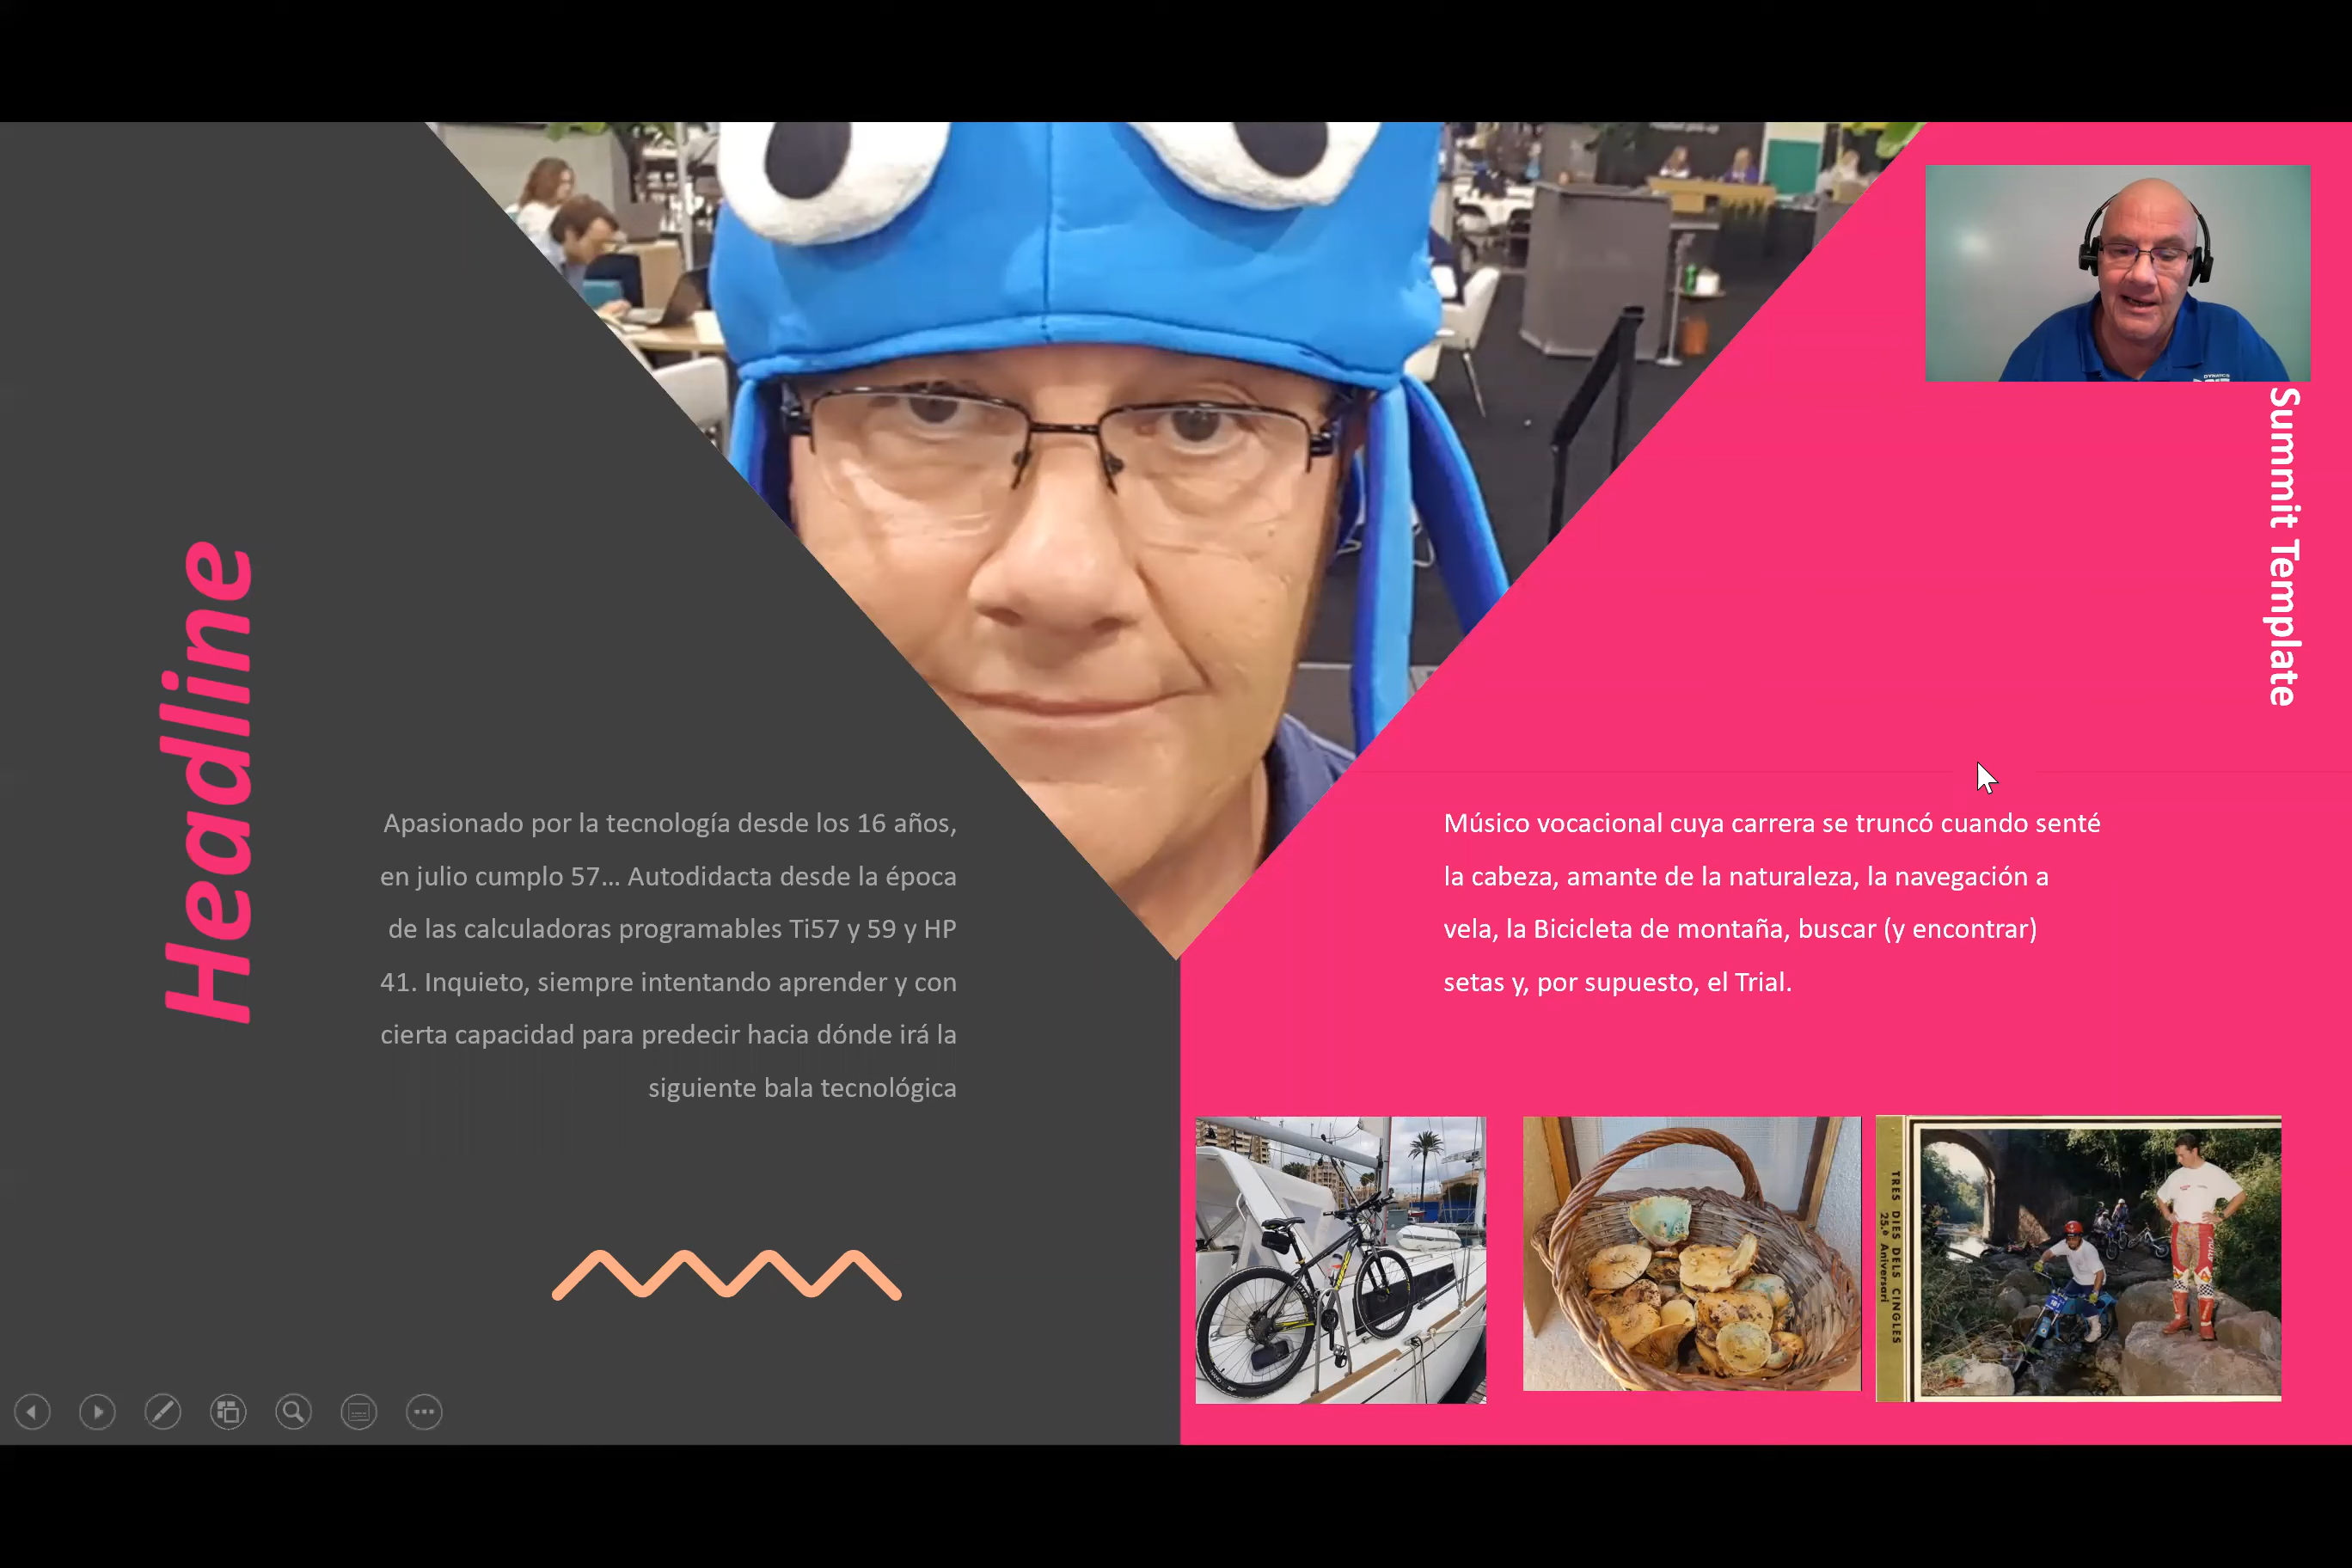 Headline
Apasionado por la tecnología desde los 16 años,
en julio cumplo 57... Autodidacta desde la época
de las calculadoras programables Ti57 y 59 y HP
41. Inquieto, siempre intentando aprender y con
cierta capacidad para predecir hacia dónde irá la
siguiente bala tecnológica
Summit Template
Músico vocacional cuya carrera se truncó cuando senté
la cabeza, amante de la naturaleza, la navegación a
vela, la Bicicleta de montaña, buscar (y encontrar)
setas y, por supuesto, el Trial.
TRES DIES DELS CINGLES
25.º Aniversari